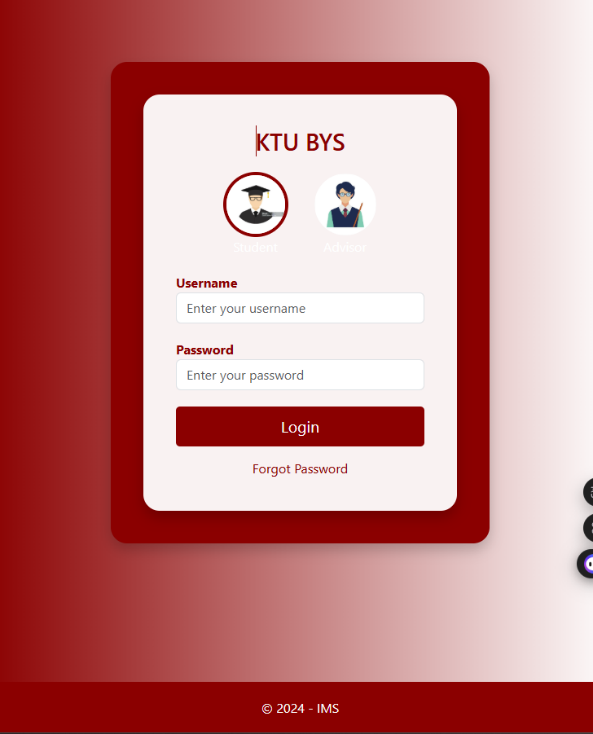 KTU BYS
Student Advisor
Username
Enter your username
Password
Enter your password
Login
Forgot Password
© 2024 - IMS